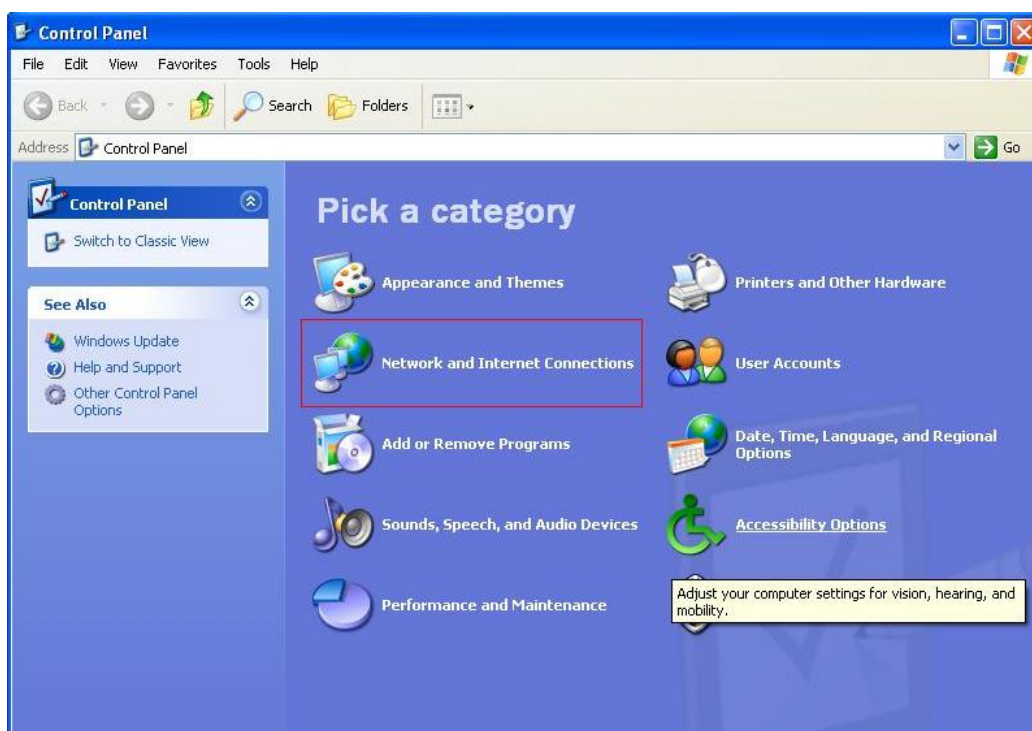 Control Panel
File Edit View Favorites Tools Help
Back Search Folders
Address Control Panel Go
Control Panel
Switch to Classic View
See Also
Windows Update
Help and Support
Other Control Panel
Options
Pick a category
Appearance and Themes
Printers and Other Hardware
Network and Internet Connections
User Accounts
Add or Remove Programs
Date, Time, Language, and Regional
Options
Sounds, Speech, and Audio Devices
Accessibility Options
Performance and Maintenance
Adjust your computer settings for vision, hearing, and
mobility.